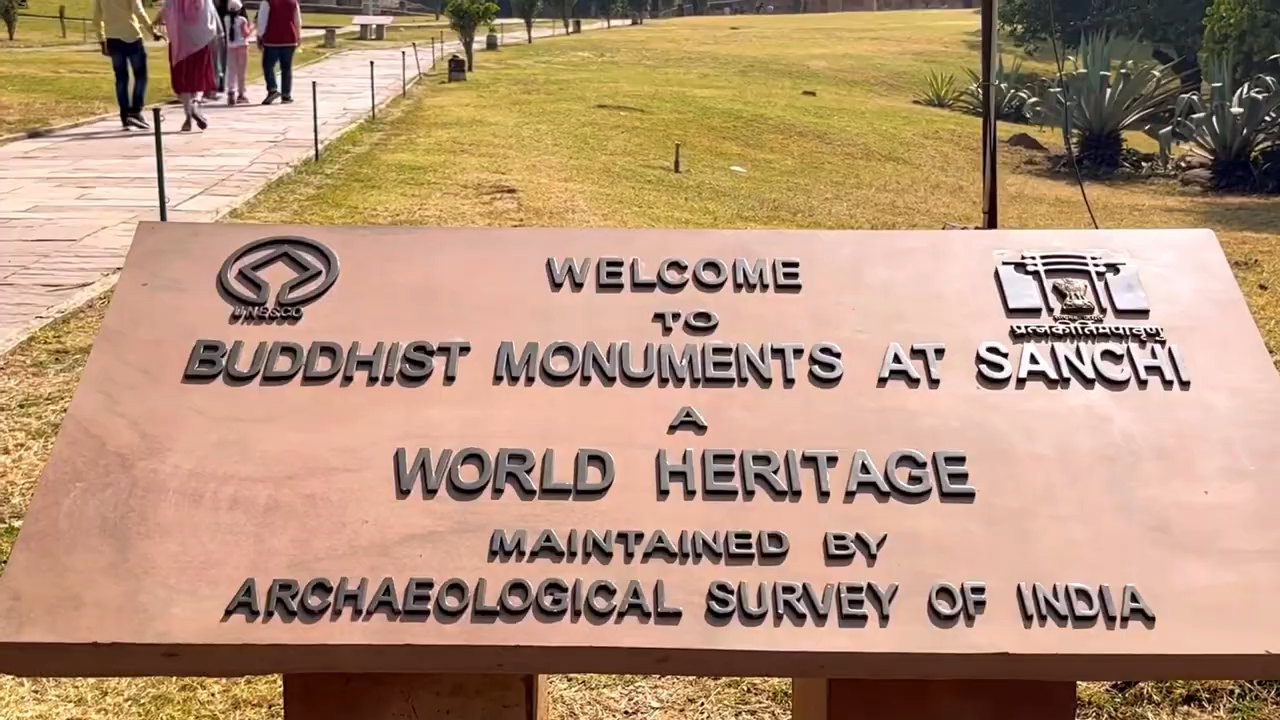 UNESCO
WELCOME
TO
BUDDHIST MONUMENTS AT SANCHI
A
WORLD HERITAGE
MAINTAINED BY
ARCHAEOLOGICAL SURVEY OF INDIA
प्रत्नकीर्तिमपावृणु